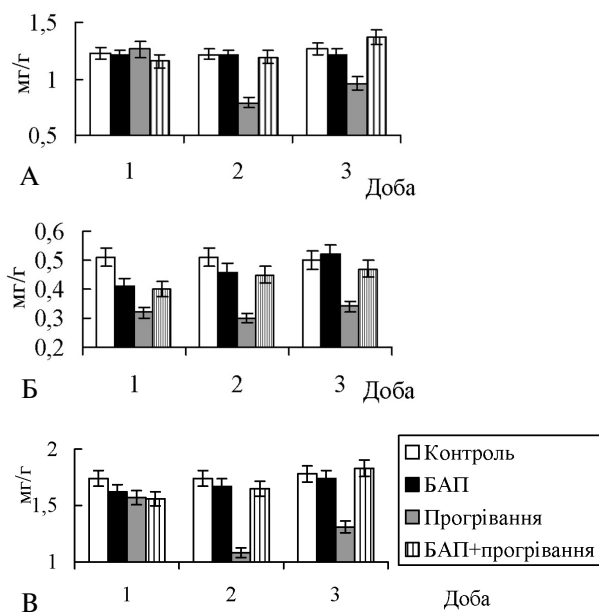 мг/г
1,5
1
0,5
1 2 3
А
Доба
мг/г
0,6
0,5
0,4
0,3
0,2
1 2 3
Б
Доба
мг/г
2
1,5
1
Контроль
БАП
Прогрівання
БАП+прогрівання
1 2 3
В
Доба